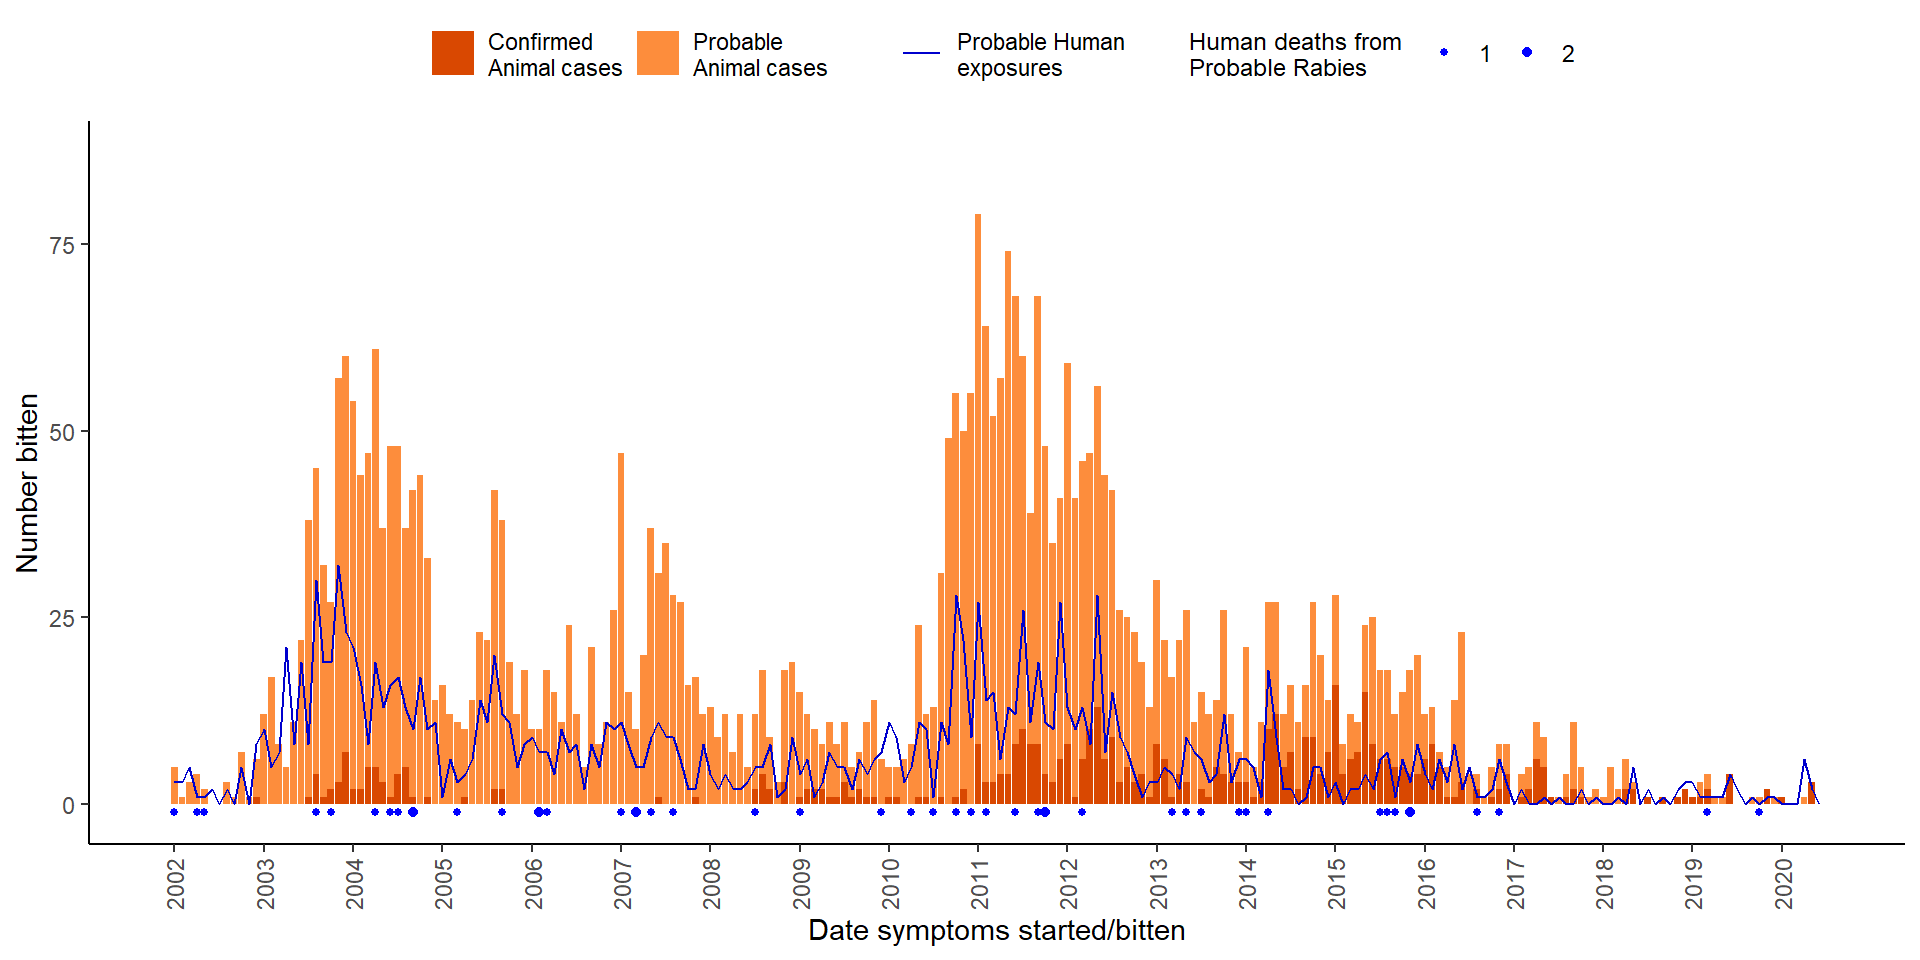 Confirmed
Animal cases
Probable
Animal cases
Probable Human
exposures
Human deaths from
Probable Rabies
1
2
75
50
25
0
Number bitten
2002
2003
2004
2005
2006
2007
2008
2009
2010
2011
2012
2013
2014
2015
2016
2017
2018
2019
2020
Date symptoms started/bitten